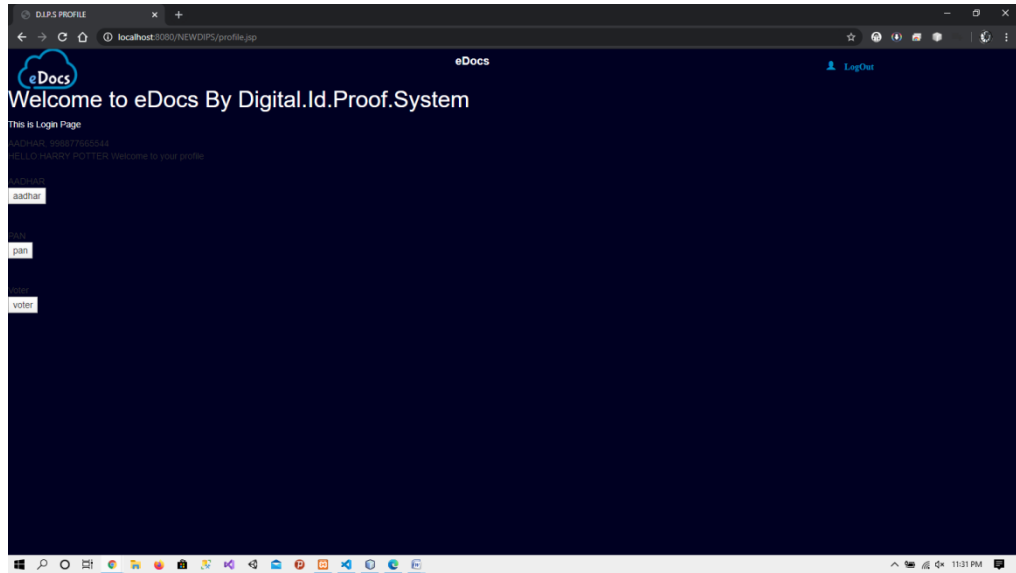 D.I.P.S PROFILE
localhost:8080/NEWDIPS/profile.jsp
eDocs
eDocs
LogOut
Welcome to eDocs By Digital.Id.Proof.System
This is Login Page
AADHAR, 998877665544
HELLO HARRY POTTER Welcome to your profile
AADHAR
aadhar
PAN
pan
Voter
voter
11:31 PM